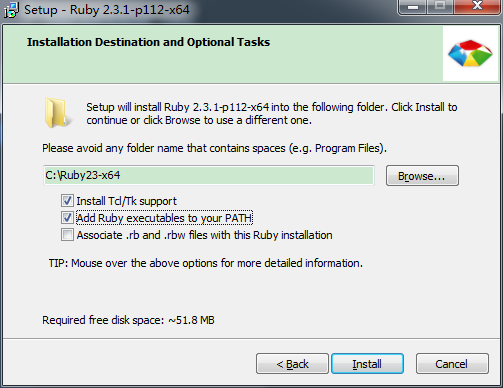 Setup - Ruby 2.3.1-p112-x64
Installation Destination and Optional Tasks
Setup will install Ruby 2.3.1-p112-x64 into the following folder. Click Install to
continue or click Browse to use a different one.
Please avoid any folder name that contains spaces (e.g. Program Files).
C:\Ruby23-x64
Browse...
Install Tcl/Tk support
Add Ruby executables to your PATH
Associate .rb and .rbw files with this Ruby installation
TIP: Mouse over the above options for more detailed information.
Required free disk space: ~51.8 MB
< Back
Install
Cancel